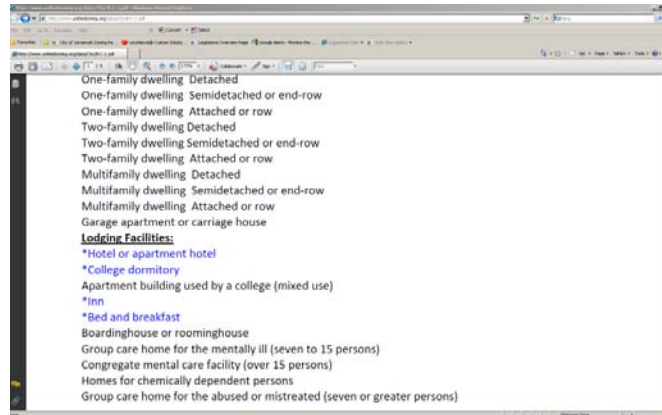 One-family dwelling Detached
One-family dwelling Semidetached or end-row
One-family dwelling Attached or row
Two-family dwelling Detached
Two-family dwelling Semidetached or end-row
Two-family dwelling Attached or row
Multifamily dwelling Detached
Multifamily dwelling Semidetached or end-row
Multifamily dwelling Attached or row
Garage apartment or carriage house
Lodging Facilities:
*Hotel or apartment hotel
*College dormitory
Apartment building used by a college (mixed use)
*Inn
*Bed and breakfast
Boardinghouse or roominghouse
Group care home for the mentally ill (seven to 15 persons)
Congregate mental care facility (over 15 persons)
Homes for chemically dependent persons
Group care home for the abused or mistreated (seven or greater persons)